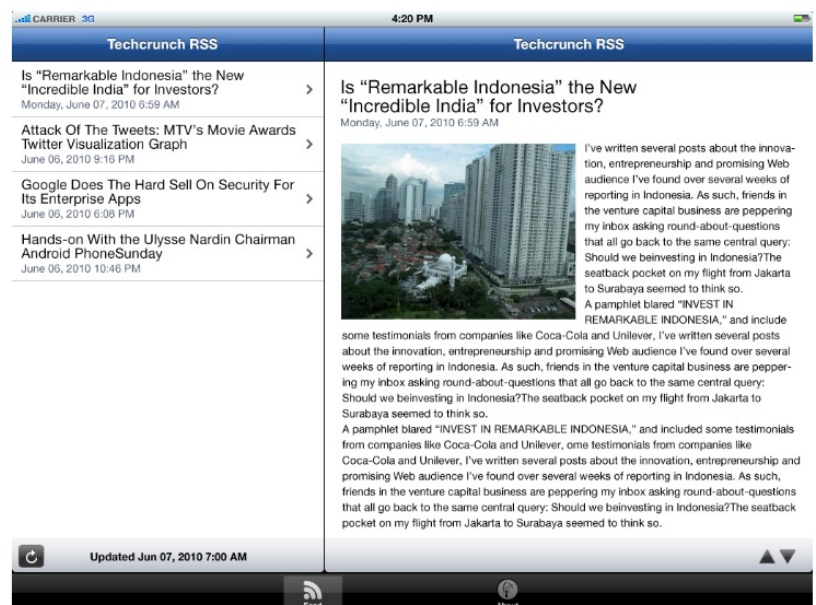 CARRIER 3G
4:20 PM
Techcrunch RSS
Is “Remarkable Indonesia” the New
“Incredible India” for Investors?
Monday, June 07, 2010 6:59 AM
Attack Of The Tweets: MTV’s Movie Awards
Twitter Visualization Graph
June 06, 2010 9:16 PM
Google Does The Hard Sell On Security For
Its Enterprise Apps
June 06, 2010 6:08 PM
Hands-on With the Ulysse Nardin Chairman
Android PhoneSunday
June 06, 2010 10:46 PM
Updated Jun 07, 2010 7:00 AM
Techcrunch RSS
Is “Remarkable Indonesia” the New
“Incredible India” for Investors?
Monday, June 07, 2010 6:59 AM
I’ve written several posts about the innova-
tion, entrepreneurship and promising Web
audience I’ve found over several weeks of
reporting in Indonesia. As such, friends in
the venture capital business are peppering
my inbox asking round-about-questions
that all go back to the same central query:
Should we beinvesting in Indonesia?The
seatback pocket on my flight from Jakarta
to Surabaya seemed to think so.
A pamphlet blared “INVEST IN
REMARKABLE INDONESIA,” and include
some testimonials from companies like Coca-Cola and Unilever, I’ve written several posts
about the innovation, entrepreneurship and promising Web audience I’ve found over several
weeks of reporting in Indonesia. As such, friends in the venture capital business are pepper-
ing my inbox asking round-about-questions that all go back to the same central query:
Should we beinvesting in Indonesia?The seatback pocket on my flight from Jakarta to
Surabaya seemed to think so.
A pamphlet blared “INVEST IN REMARKABLE INDONESIA,” and included some testimonials
from companies like Coca-Cola and Unilever, ome testimonials from companies like
Coca-Cola and Unilever, I’ve written several posts about the innovation, entrepreneurship and
promising Web audience I’ve found over several weeks of reporting in Indonesia. As such,
friends in the venture capital business are peppering my inbox asking round-about-questions
that all go back to the same central query: Should we beinvesting in Indonesia?The seatback
pocket on my flight from Jakarta to Surabaya seemed to think so.